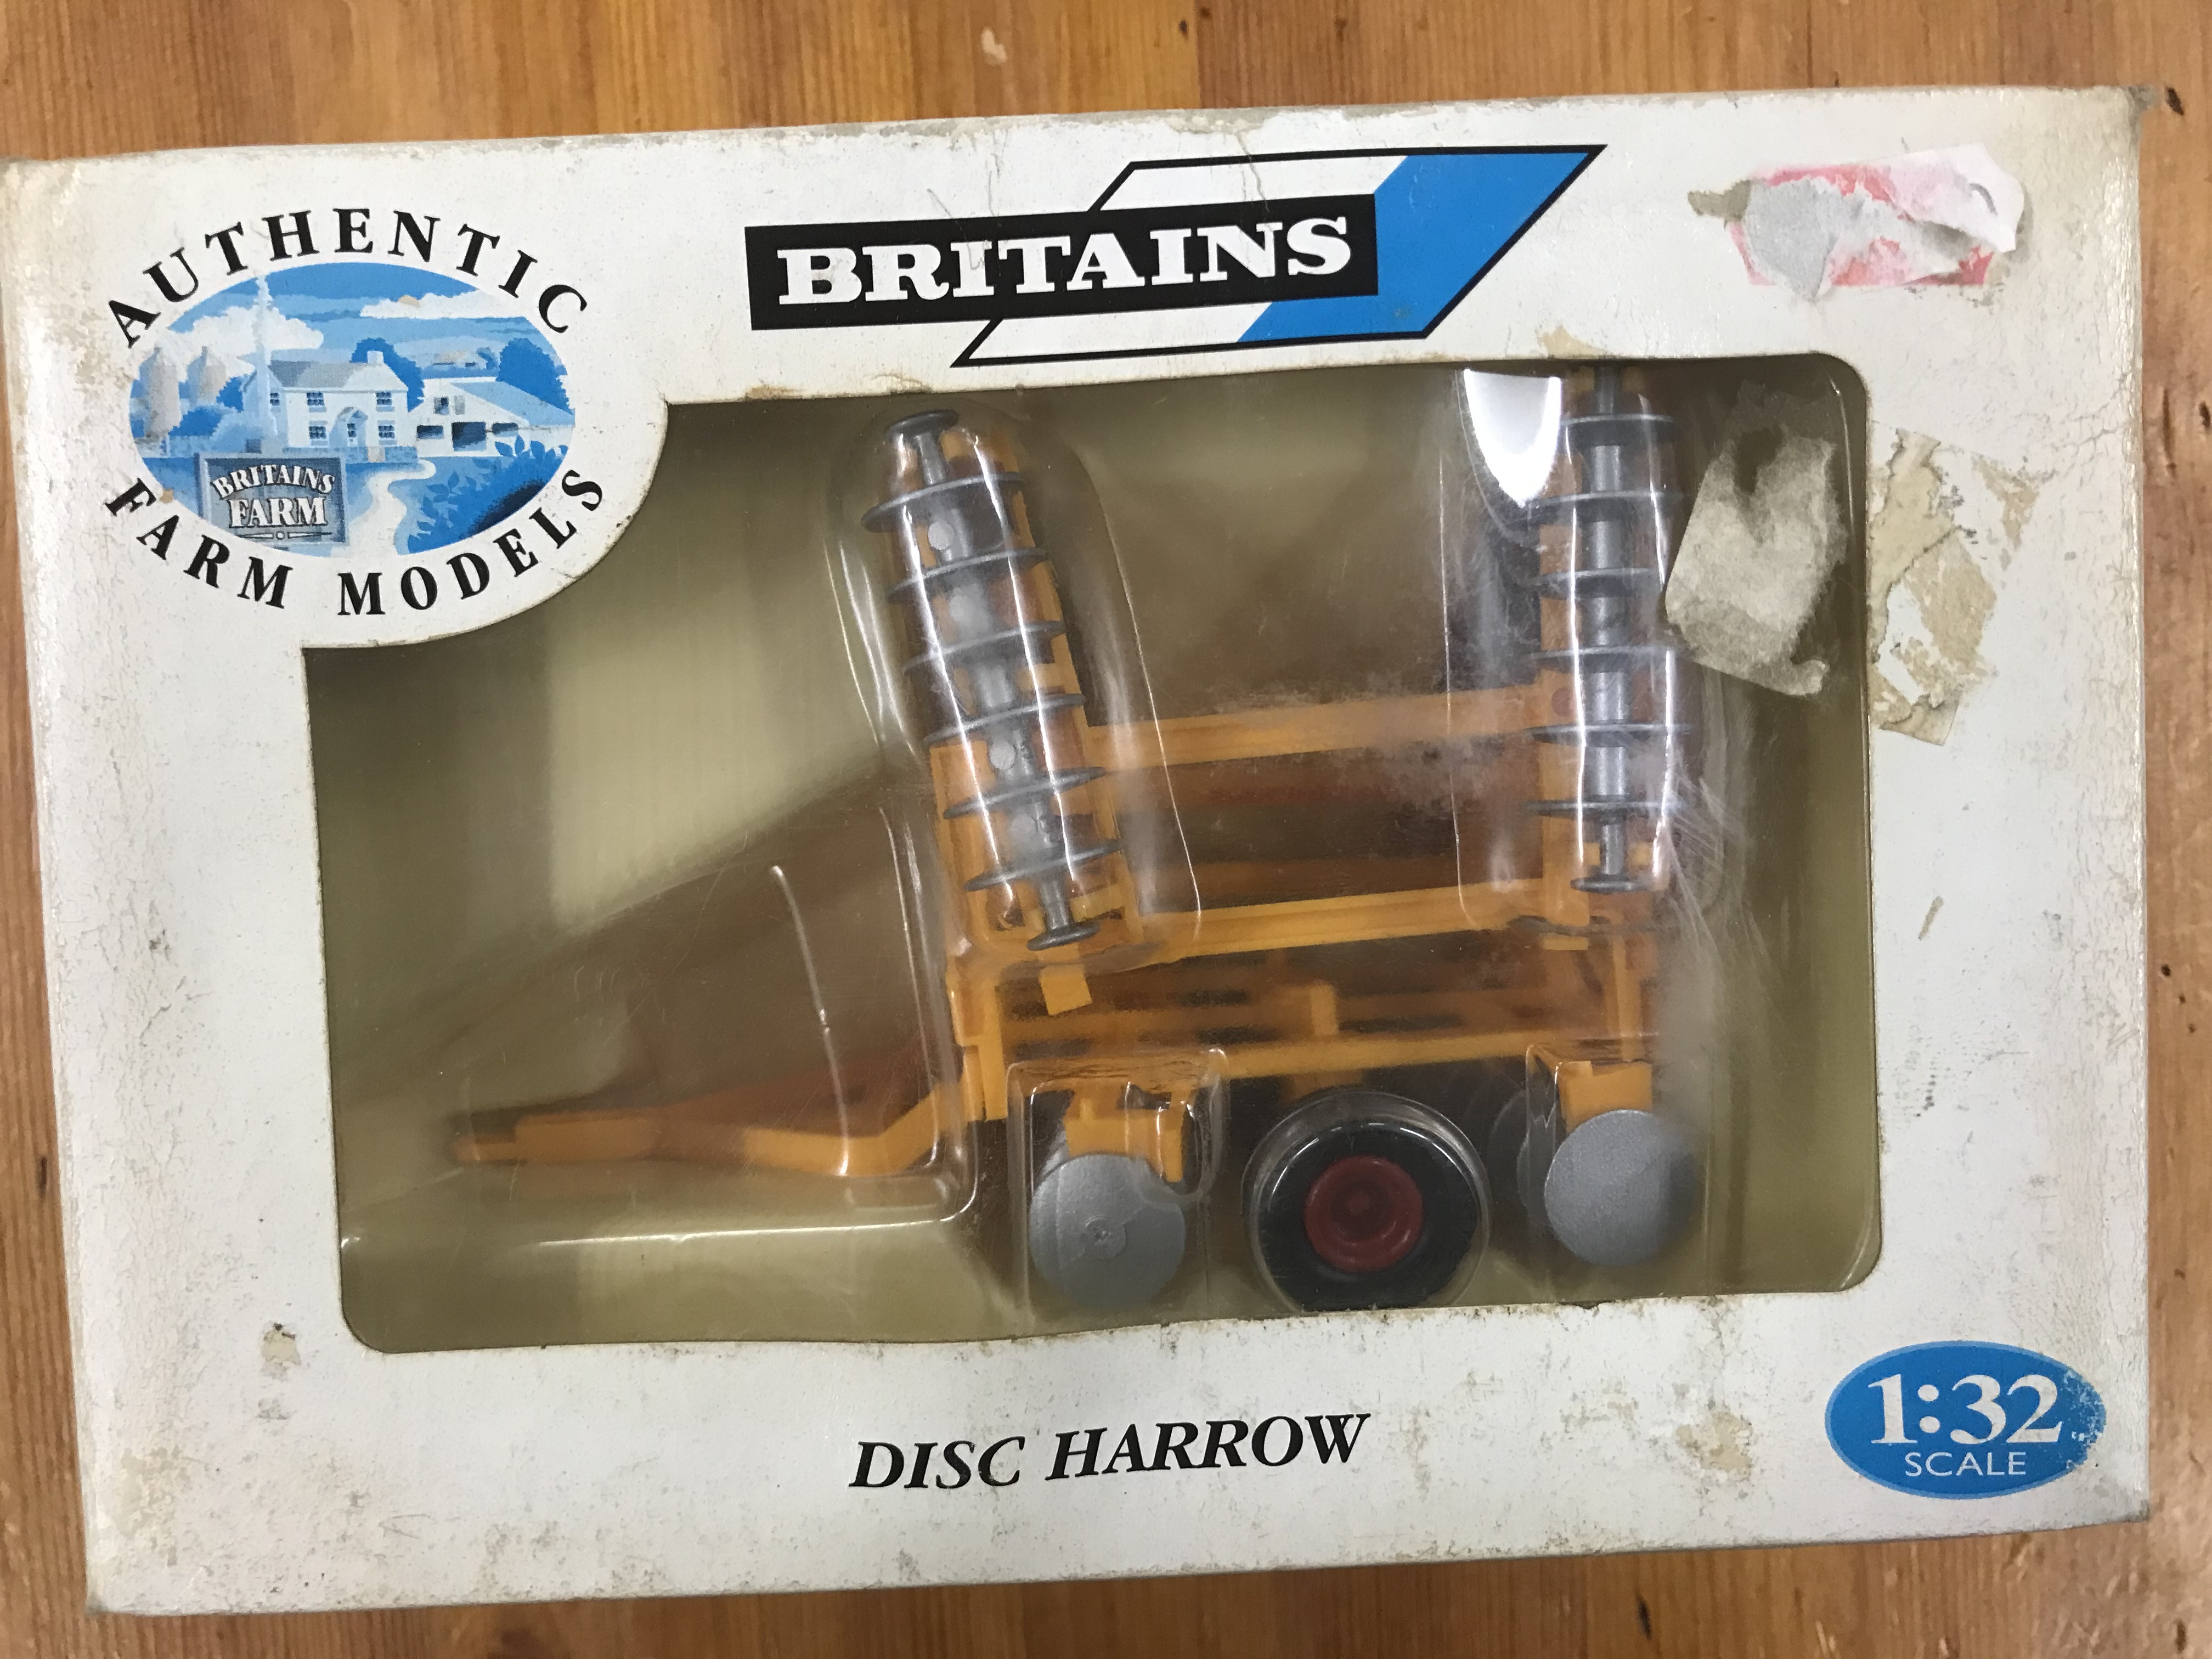 AUTHENTIC
BRITAINS
FARM
FARM MODELS
BRITAINS
DISC HARROW
1:32
SCALE